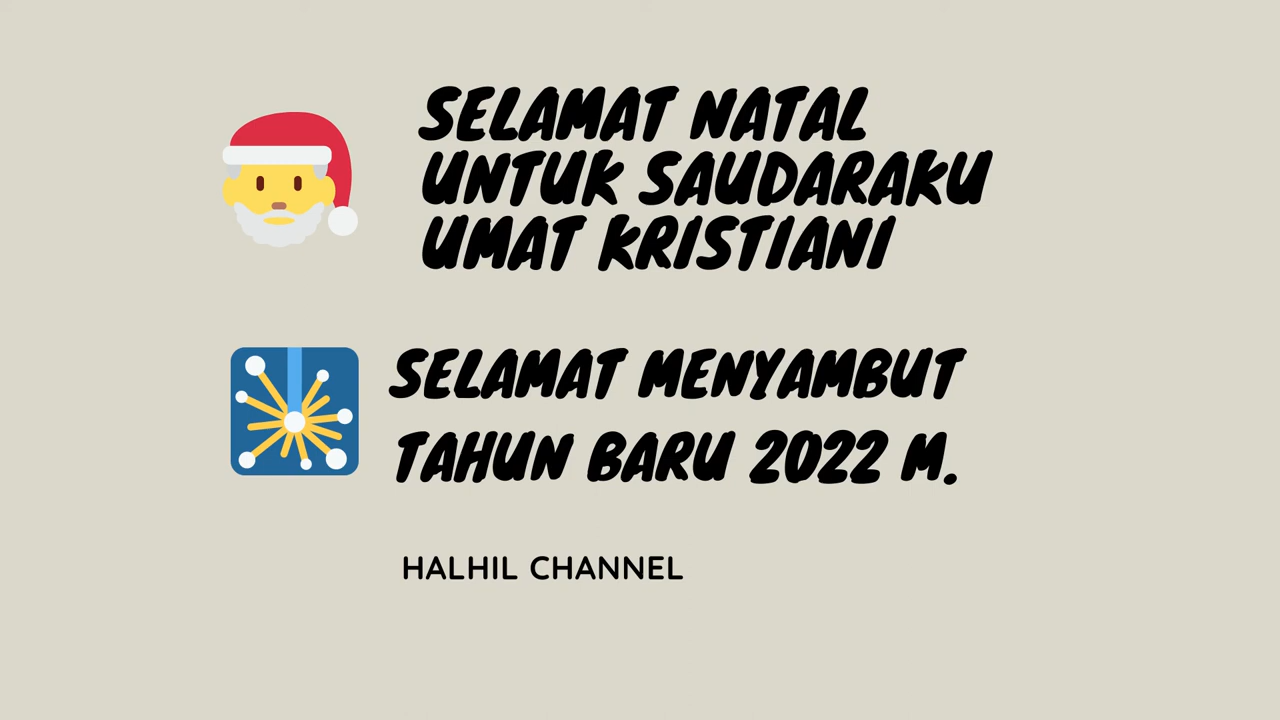 SELAMAT NATAL
UNTUK SAUDARAKU
UMAT KRISTIANI
SELAMAT MENYAMBUT
TAHUN BARU 2022 M.
HALHIL CHANNEL